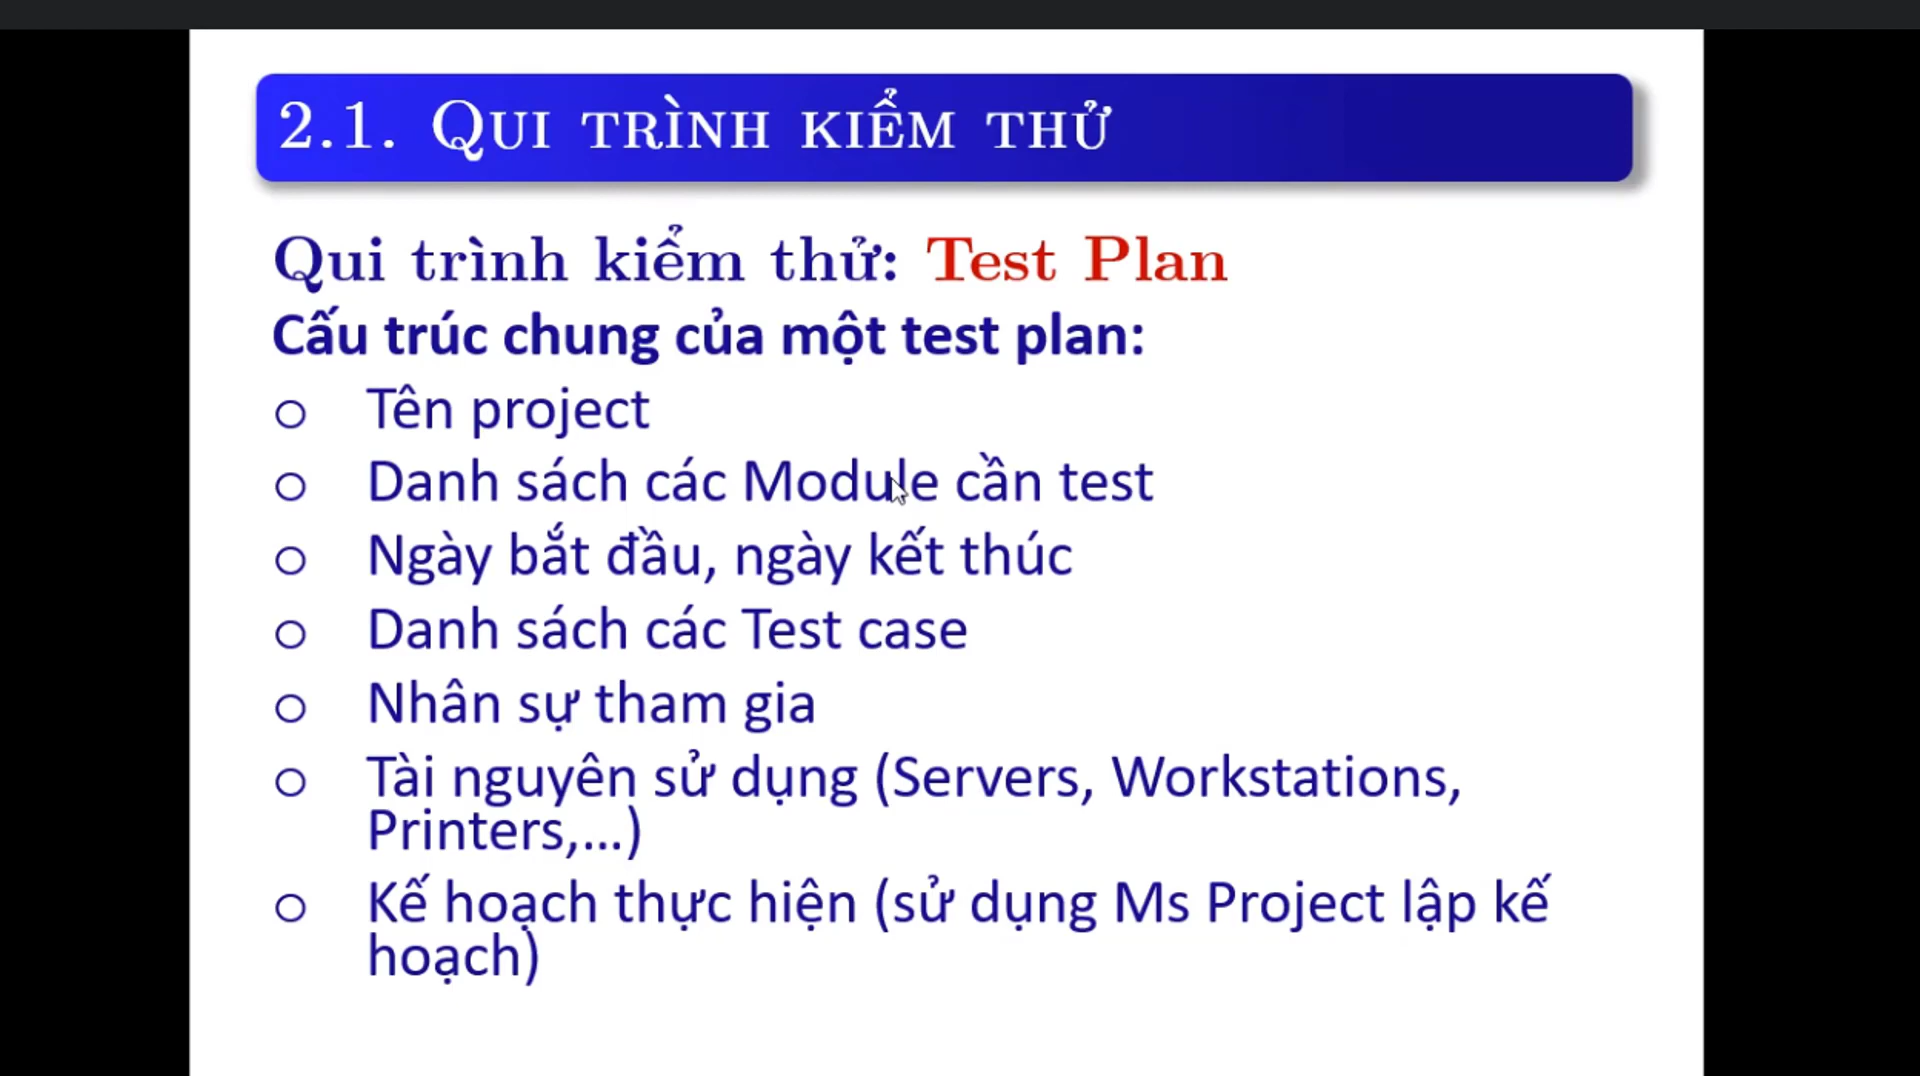 2.1. QUI TRÌNH KIỂM THỬ
Qui trình kiểm thử: Test Plan
Cấu trúc chung của một test plan:
o Tên project
o Danh sách các Module cần test
o Ngày bắt đầu, ngày kết thúc
o Danh sách các Test case
o Nhân sự tham gia
o Tài nguyên sử dụng (Servers, Workstations,
Printers,...)
o Kế hoạch thực hiện (sử dụng Ms Project lập kế
hoạch)